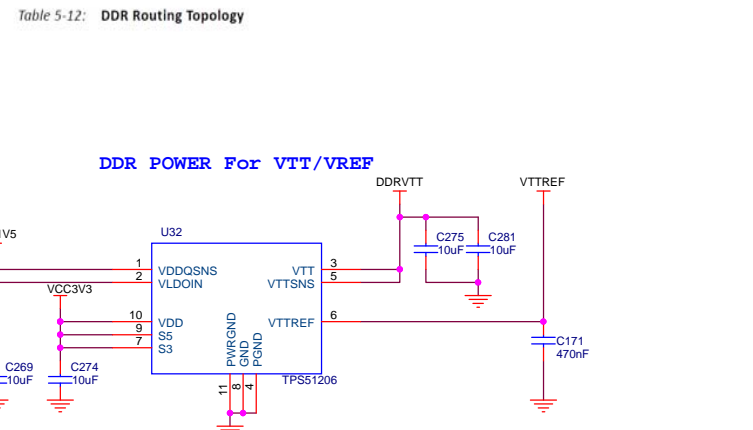 Table 5-12: DDR Routing Topology
DDR POWER For VTT/VREF
DDRVTT
VTTREF
1V5
U32
C275
10uF
C281
10uF
1
VDDQSNS
VTT
3
2
VLDOIN
VTTSNS
5
VCC3V3
10
VDD
VTTREF
6
9
S5
7
S3
PWRGND
GND
PGND
C171
470nF
C269
10uF
C274
10uF
11
8
4
TPS51206